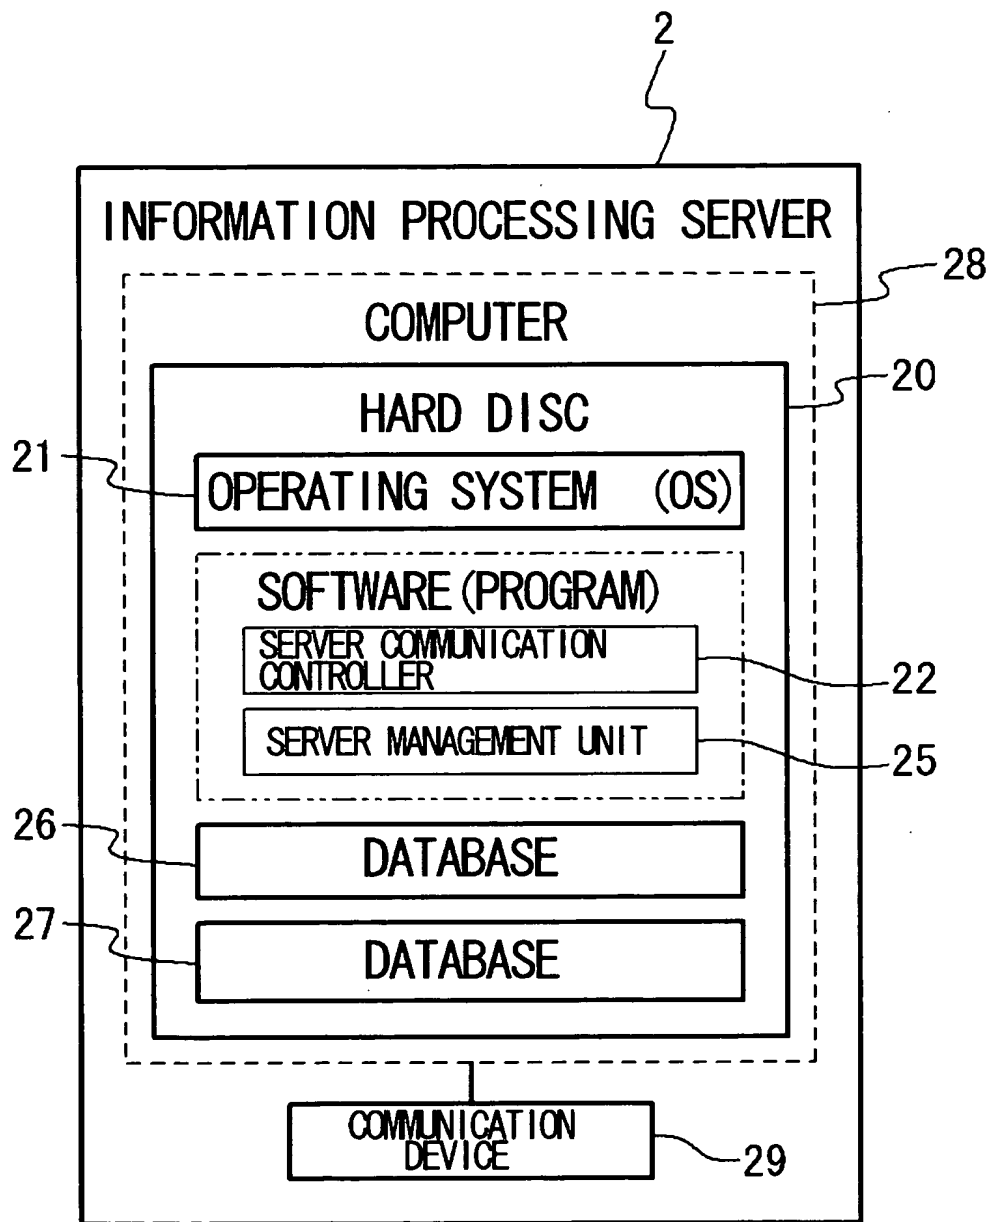 2
INFORMATION PROCESSING SERVER
28
COMPUTER
20
HARD DISC
21
OPERATING SYSTEM (OS)
SOFTWARE (PROGRAM)
SERVER COMMUNICATION
CONTROLLER
22
SERVER MANAGEMENT UNIT
25
26
DATABASE
27
DATABASE
COMMUNICATION
DEVICE
29